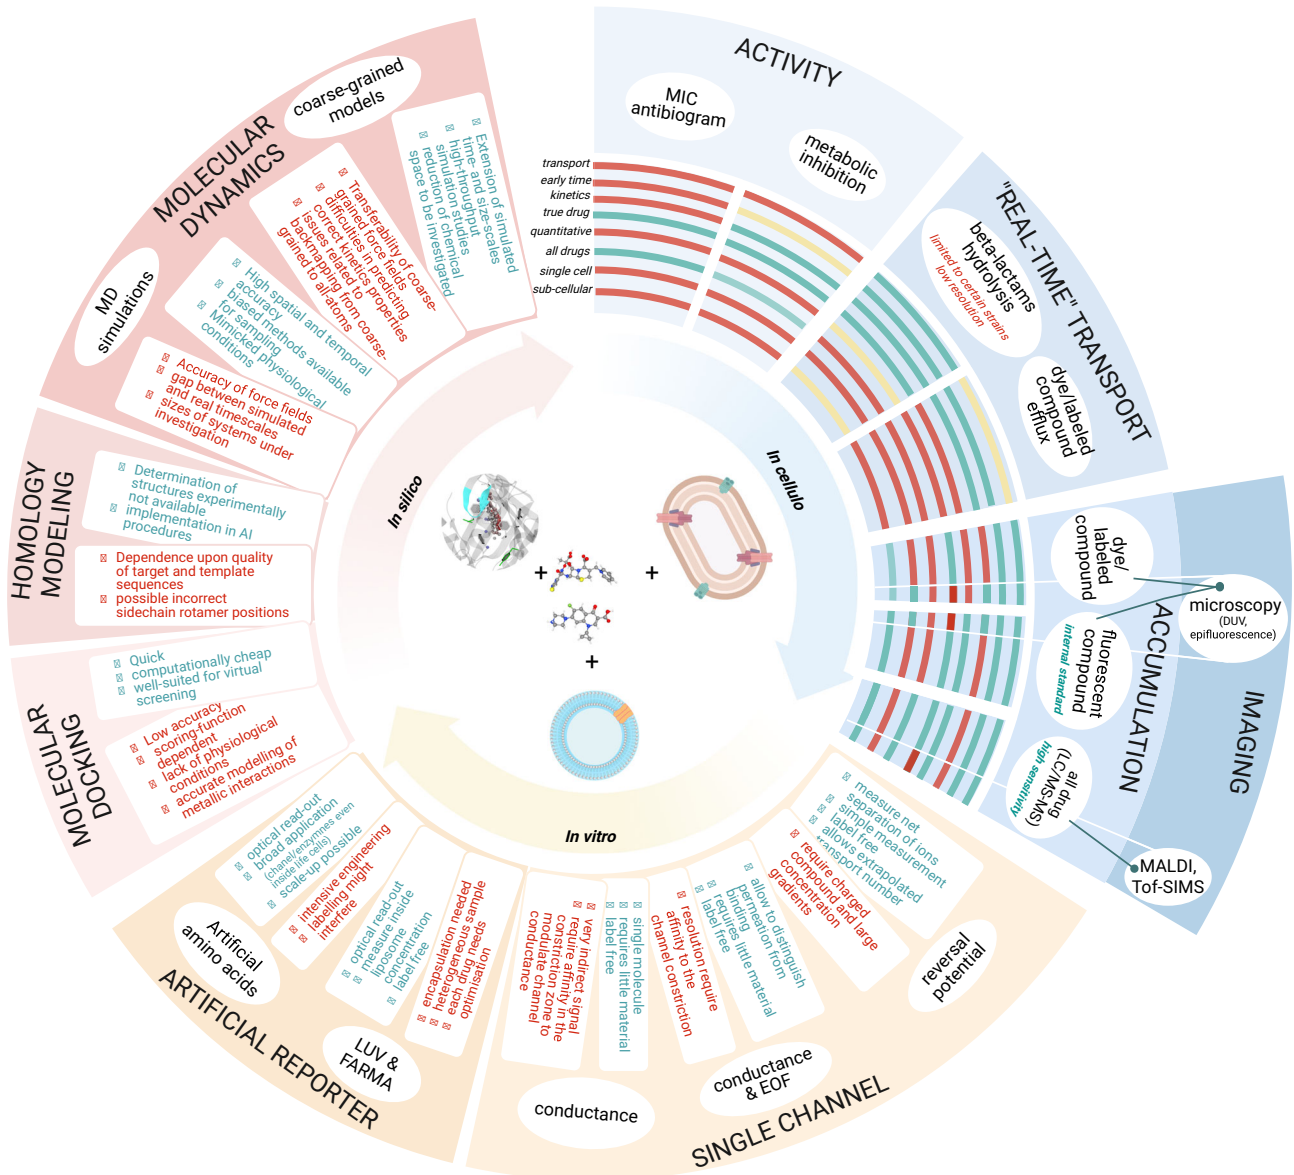 ACTIVITY
MIC
antibiogram
metabolic
inhibition
transport
early time
kinetics
true drug
quantitative
all drugs
single cell
sub-cellular
"REAL-TIME" TRANSPORT
beta-lactams
hydrolysis
limited to certain strains
low resolution
dye/labeled
compound
efflux
IMAGING
ACCUMULATION
dye/
labeled
compound
microscopy
(DUV,
epifluorescence)
fluorescent
compound
internal standard
all drug
(LC/MS-MS)
high sensitivity
MALDI,
Tof-SIMS
In cellulo
In vitro
In silico
+
+
+
SINGLE CHANNEL
reversal
potential
measure net
separation of ions
simple measurement
label free
allows extrapolated
transport number
require charged
compound and large
concentration
gradients
conductance
& EOF
allow to distinguish
permeation from
binding
requires little material
label free
resolution require
affinity to the
channel constriction
conductance
single molecule
requires little material
label free
very indirect signal
require affinity in the
constriction zone to
modulate channel
conductance
ARTIFICIAL REPORTER
LUV &
FARMA
encapsulation needed
heterogeneous sample
each drug needs
optimisation
optical read-out
measure inside
liposome
concentration
label free
Artificial
amino acids
intensive engineering
labelling might
interfere
optical read-out
broad application
(chanel/enzymnes even
inside life cells)
scale-up possible
MOLECULAR
DOCKING
Quick
computationally cheap
well-suited for virtual
screening
Low accuracy
scoring-function
dependent
lack of physiological
conditions
accurate modelling of
metallic interactions
HOMOLOGY
MODELING
Determination of
structures experimentally
not available
implementation in AI
procedures
Dependence upon quality
of target and template
sequences
possible incorrect
sidechain rotamer positions
MOLECULAR
DYNAMICS
MD
simulations
High spatial and temporal
accuracy
biased methods available
for sampling
Mimicked physiological
conditions
Accuracy of force fields
gap between simulated
and real timescales
sizes of systems under
investigation
coarse-grained
models
Extension of simulated
time- and size-scales
high-throughput
simulation studies
reduction of chemical
space to be investigated
Transferability of coarse-
grained force fields
difficulties in predicting
correct kinetics properties
issues related to
backmapping from coarse-
grained to all-atoms